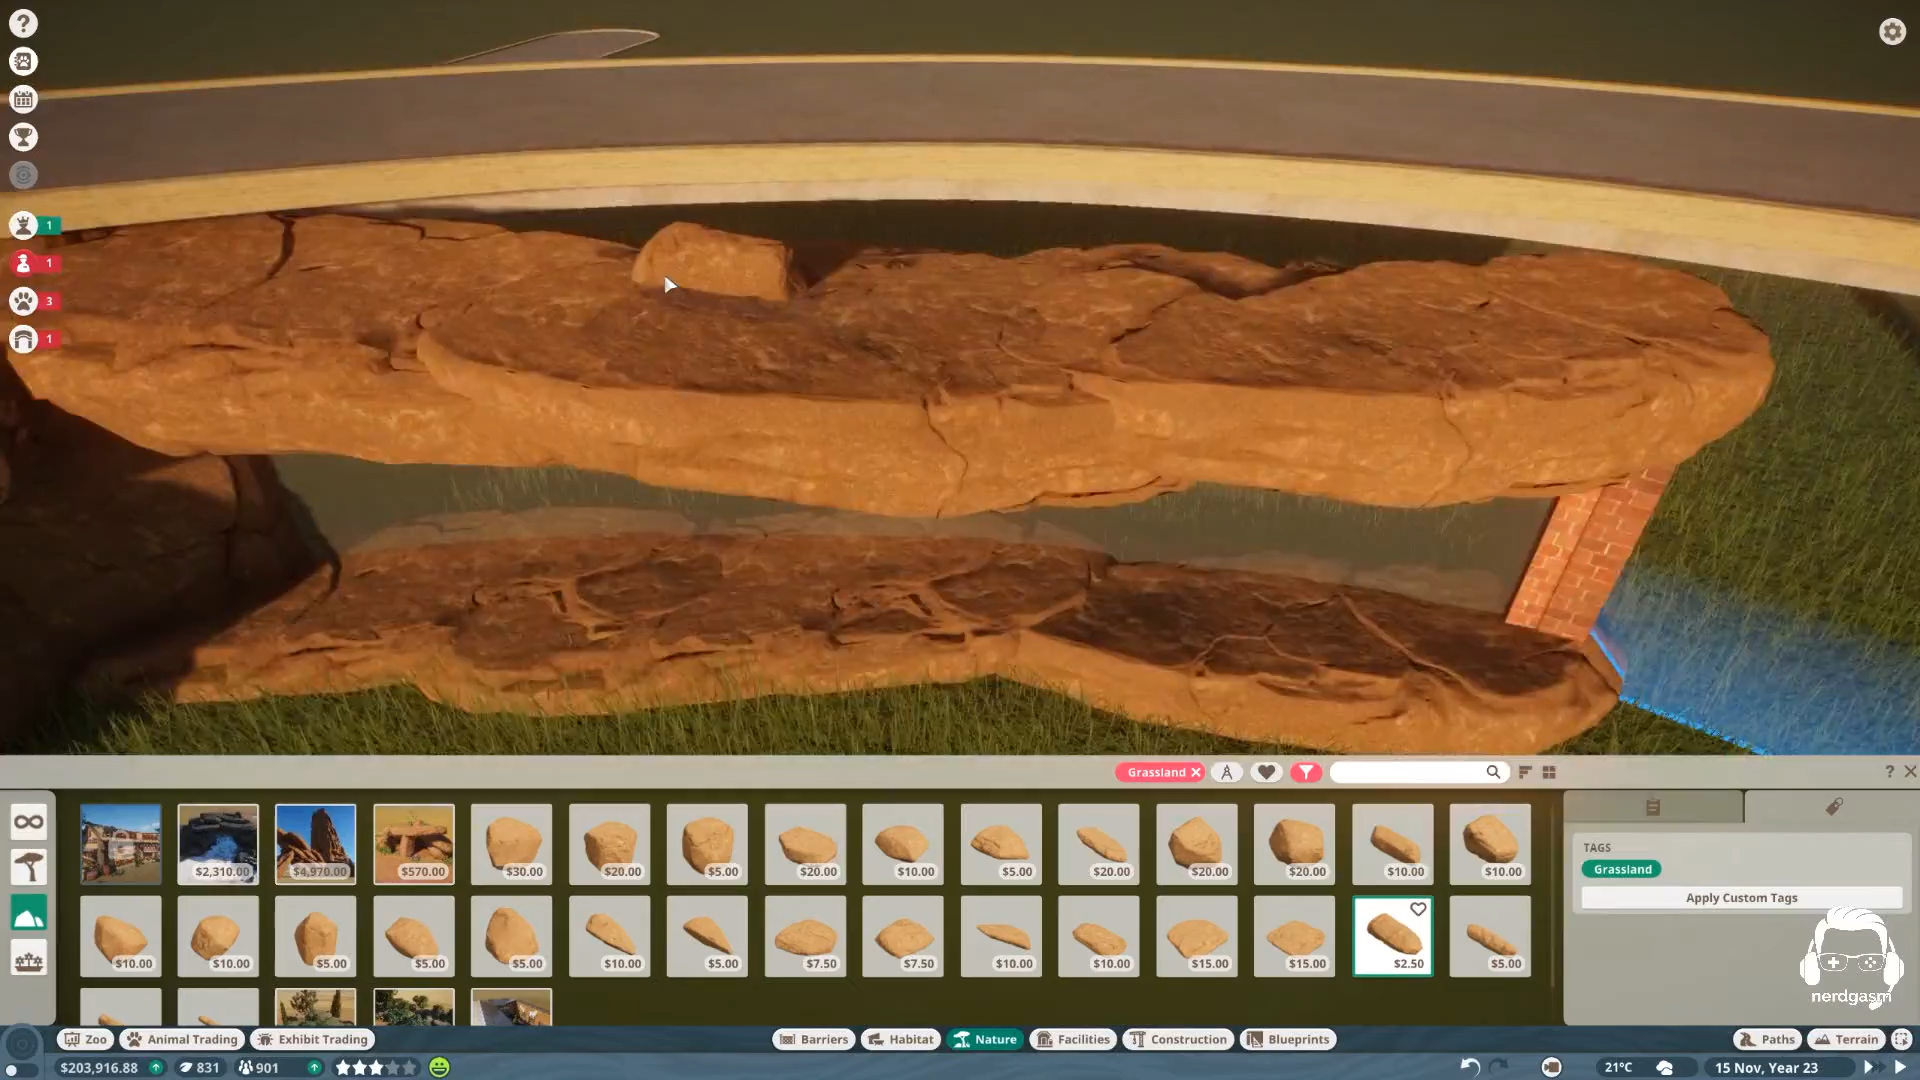 ?
1
1
3
1
Grassland ×
? ×
$2,310.00 $4,970.00 $570.00 $30.00 $20.00 $5.00 $20.00 $10.00 $5.00 $20.00 $20.00 $20.00 $10.00 $10.00
$10.00 $10.00 $5.00 $5.00 $5.00 $10.00 $5.00 $7.50 $7.50 $10.00 $10.00 $15.00 $15.00 $2.50 $5.00
TAGS
Grassland
Apply Custom Tags
nerdgasm
Zoo Animal Trading Exhibit Trading Barriers Habitat Nature Facilities Construction Blueprints Paths Terrain
$203,916.88 831 901 21°C 15 Nov, Year 23